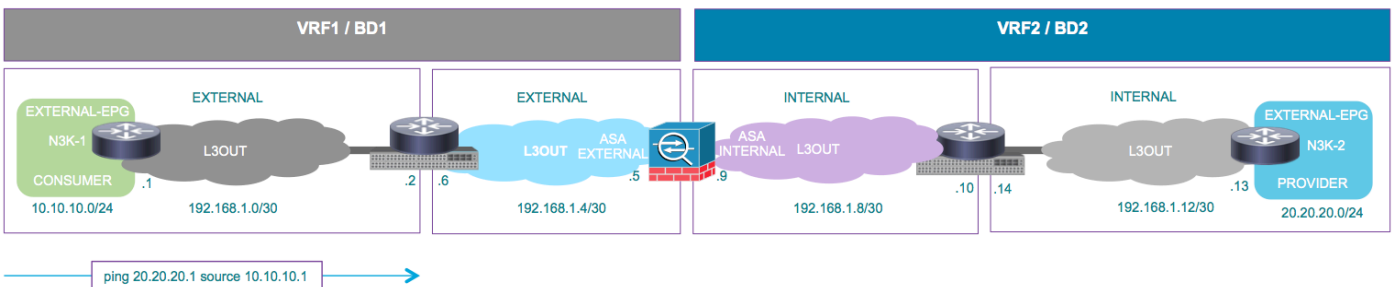 VRF1 / BD1
VRF2 / BD2
EXTERNAL
EXTERNAL
INTERNAL
INTERNAL
EXTERNAL-EPG
N3K-1
CONSUMER
L3OUT
.1
.2
.6
L3OUT
ASA
EXTERNAL
.5
ASA
INTERNAL
L3OUT
.9
.10
.14
L3OUT
.13
EXTERNAL-EPG
N3K-2
PROVIDER
10.10.10.0/24
192.168.1.0/30
192.168.1.4/30
192.168.1.8/30
192.168.1.12/30
20.20.20.0/24
ping 20.20.20.1 source 10.10.10.1